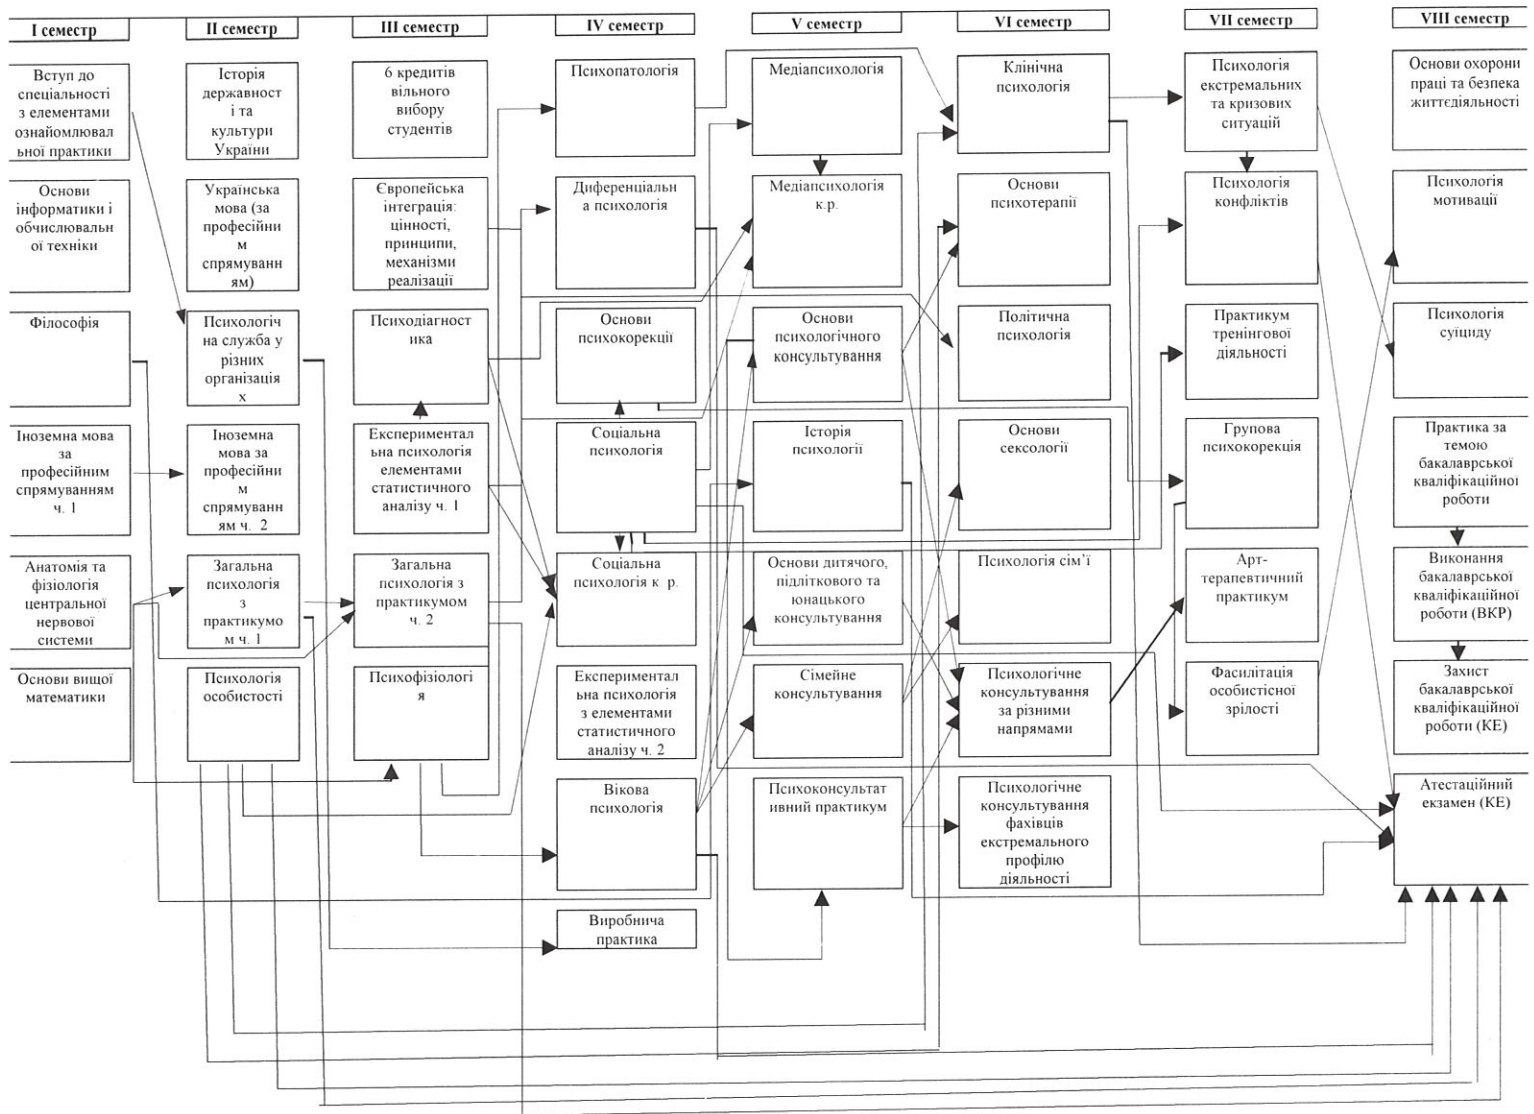 I семестр
II семестр
III семестр
IV семестр
V семестр
VI семестр
VII семестр
VIII семестр
Вступ до
спеціальності
з елементами
ознайомлювал
ьної практики
Основи
інформатики і
обчислювальн
ої техніки
Філософія
Іноземна мова
за
професійним
спрямуванням
ч. 1
Анатомія та
фізіологія
центральної
нервової
системи
Основи вищої
математики
Історія
державност
і та
культури
України
Українська
мова (за
професійни
м
спрямуванн
ям)
Психологіч
на служба у
різних
організація
х
Іноземна
мова за
професійни
м
спрямуванн
ям ч. 2
Загальна
психологія
з
практикумо
м ч. 1
Психологія
особистості
6 кредитів
вільного
вибору
студентів
Європейська
інтеграція:
цінності,
принципи,
механізми
реалізації
Психодіагност
ика
Експериментал
ьна психологія
елементами
статистичного
аналізу ч. 1
Загальна
психологія з
практикумом
ч. 2
Психофізіологі
я
Психопатологія
Диференціальн
а психологія
Основи
психокорекції
Соціальна
психологія
Соціальна
психологія к. р.
Експериментал
ьна психологія
з елементами
статистичного
аналізу ч. 2
Вікова
психологія
Виробнича
практика
Медіапсихологія
Медіапсихологія
к.р.
Основи
психологічного
консультування
Історія
психології
Основи дитячого,
підліткового та
юнацького
консультування
Сімейне
консультування
Психоконсультат
ивний практикум
Клінічна
психологія
Основи
психотерапії
Політична
психологія
Основи
сексології
Психологія сім’ї
Психологічне
консультування
за різними
напрямами
Психологічне
консультування
фахівців
екстремального
профілю
діяльності
Психологія
екстремальних
та кризових
ситуацій
Психологія
конфліктів
Практикум
тренінгової
діяльності
Групова
психокорекція
Арт-
терапевтичний
практикум
Фасилітація
особистісної
зрілості
Основи охорони
праці та безпека
життєдіяльності
Психологія
мотивації
Психологія
суїциду
Практика за
темою
бакалаврської
кваліфікаційної
роботи
Виконання
бакалаврської
кваліфікаційної
роботи (ВКР)
Захист
бакалаврської
кваліфікаційної
роботи (КЕ)
Атестаційний
екзамен (КЕ)